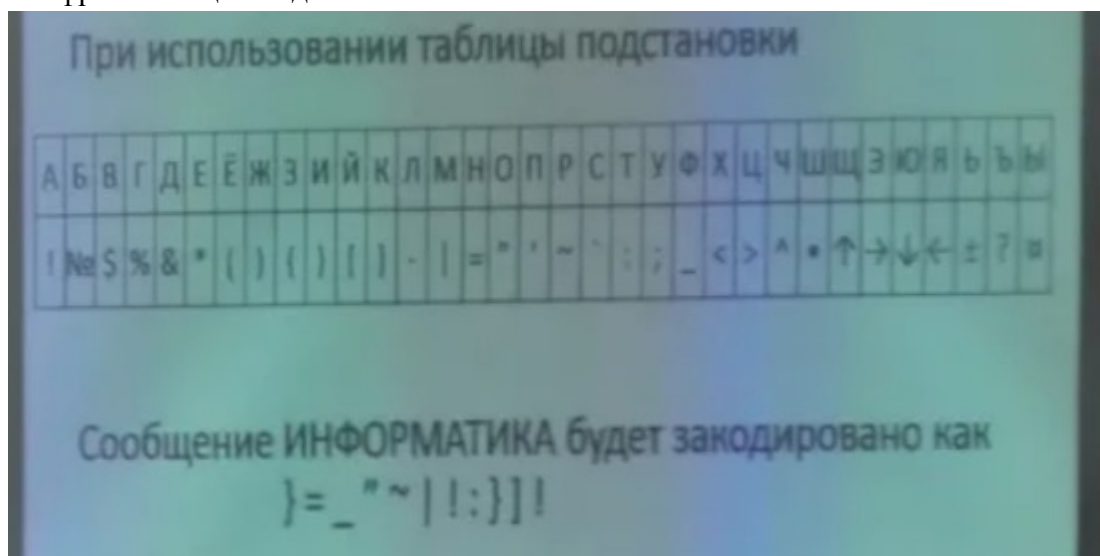 При использовании таблицы подстановки
А Б В Г Д Е Ё Ж З И Й К Л М Н О П Р С Т У Ф Х Ц Ч Ш Щ Э Ю Я Ь Ъ Ы
! № $ % & * ( ) { } [ ] - | = " ' ~ ` : ; _ < > ^ • ↑ → ↓ ← ± ? ¤
Сообщение ИНФОРМАТИКА будет закодировано как
}=_"~|!:}]!